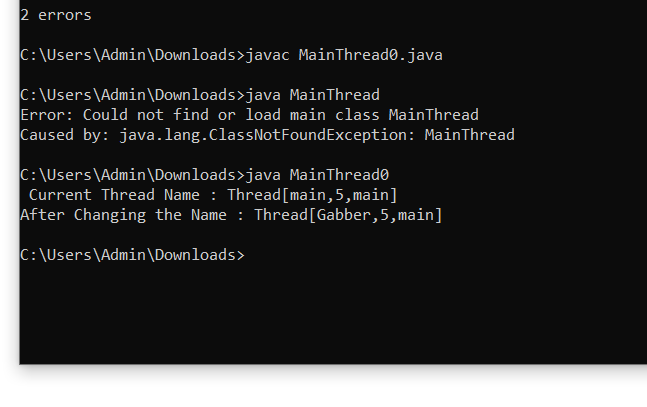 2 errors
C:\Users\Admin\Downloads>javac MainThread0.java
C:\Users\Admin\Downloads>java MainThread
Error: Could not find or load main class MainThread
Caused by: java.lang.ClassNotFoundException: MainThread
C:\Users\Admin\Downloads>java MainThread0
 Current Thread Name : Thread[main,5,main]
After Changing the Name : Thread[Gabber,5,main]
C:\Users\Admin\Downloads>